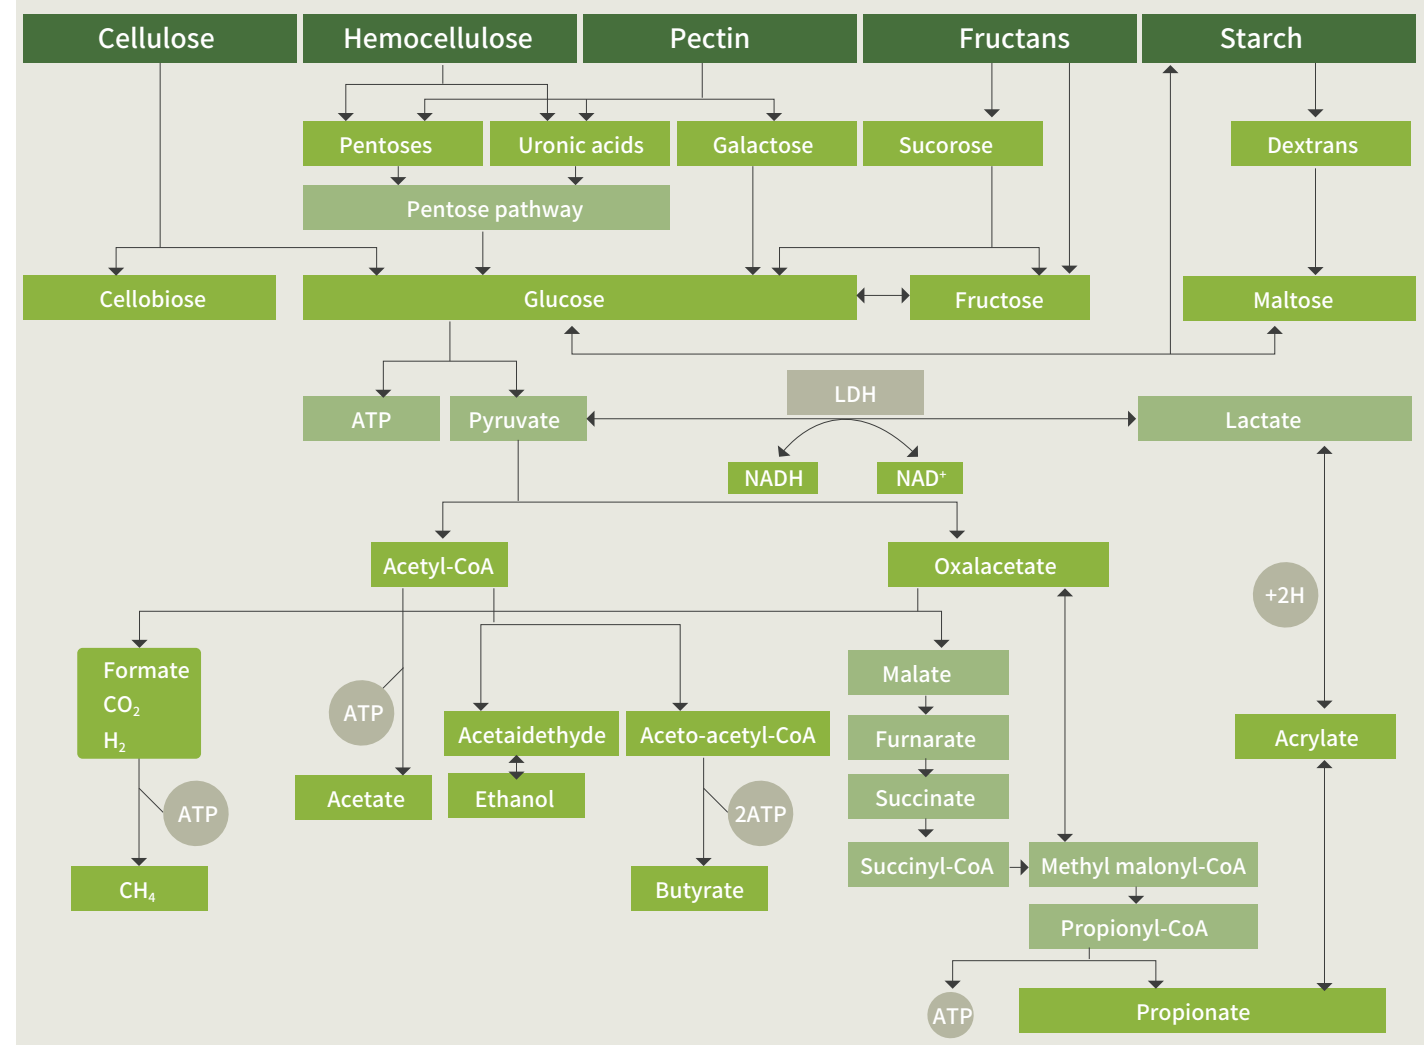 Cellulose
Hemocellulose
Pectin
Fructans
Starch
Pentoses
Uronic acids
Galactose
Sucorose
Dextrans
Pentose pathway
Cellobiose
Glucose
Fructose
Maltose
ATP
Pyruvate
LDH
Lactate
NADH
NAD⁺
Acetyl-CoA
Oxalacetate
+2H
Formate
CO₂
H₂
ATP
Malate
Acetaidethyde
Aceto-acetyl-CoA
Furnarate
Acrylate
Acetate
Ethanol
Succinate
ATP
2ATP
CH₄
Butyrate
Succinyl-CoA
Methyl malonyl-CoA
Propionyl-CoA
ATP
Propionate